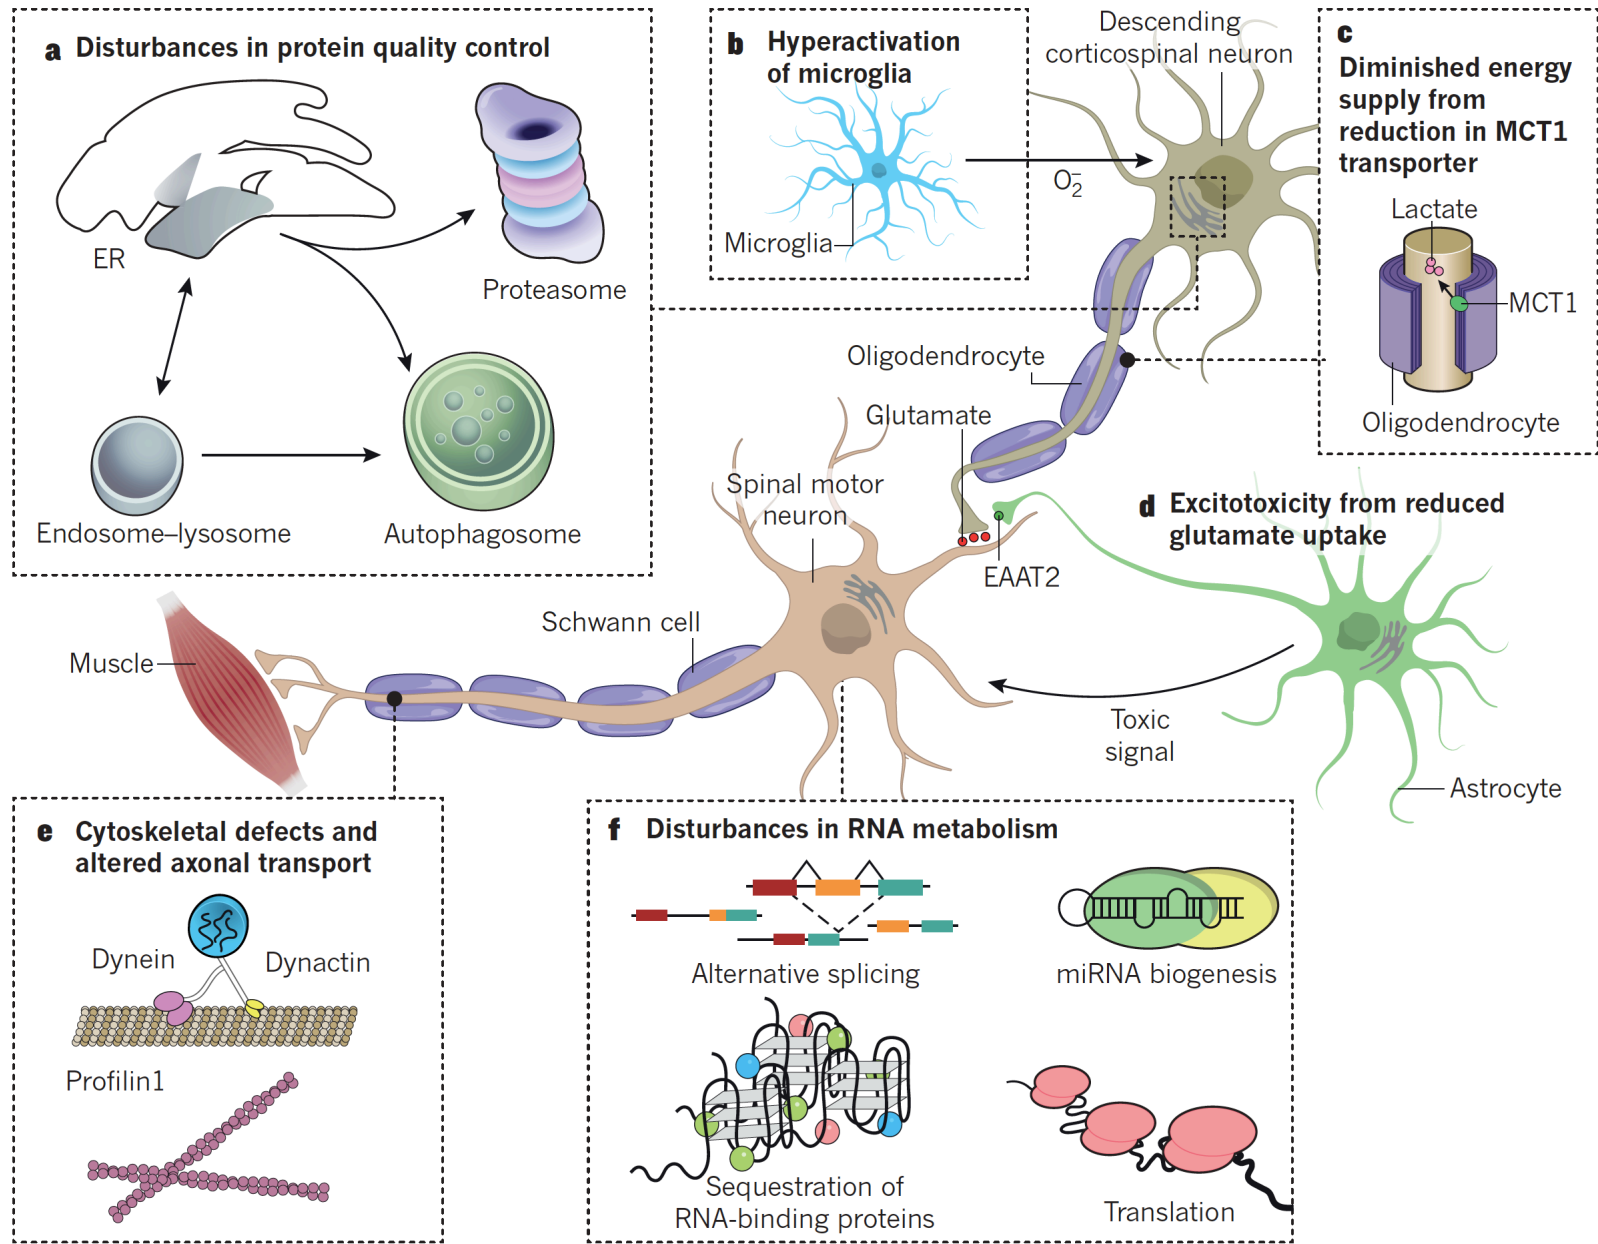 a Disturbances in protein quality control
ER
Proteasome
Endosome–lysosome
Autophagosome
b Hyperactivation
of microglia
Microglia
O₂⁻
Descending
corticospinal neuron
c
Diminished energy
supply from
reduction in MCT1
transporter
Lactate
MCT1
Oligodendrocyte
Oligodendrocyte
Glutamate
Spinal motor
neuron
EAAT2
d Excitotoxicity from reduced
glutamate uptake
Schwann cell
Muscle
Toxic
signal
Astrocyte
e Cytoskeletal defects and
altered axonal transport
Dynein
Dynactin
Profilin1
f Disturbances in RNA metabolism
Alternative splicing
miRNA biogenesis
Sequestration of
RNA-binding proteins
Translation